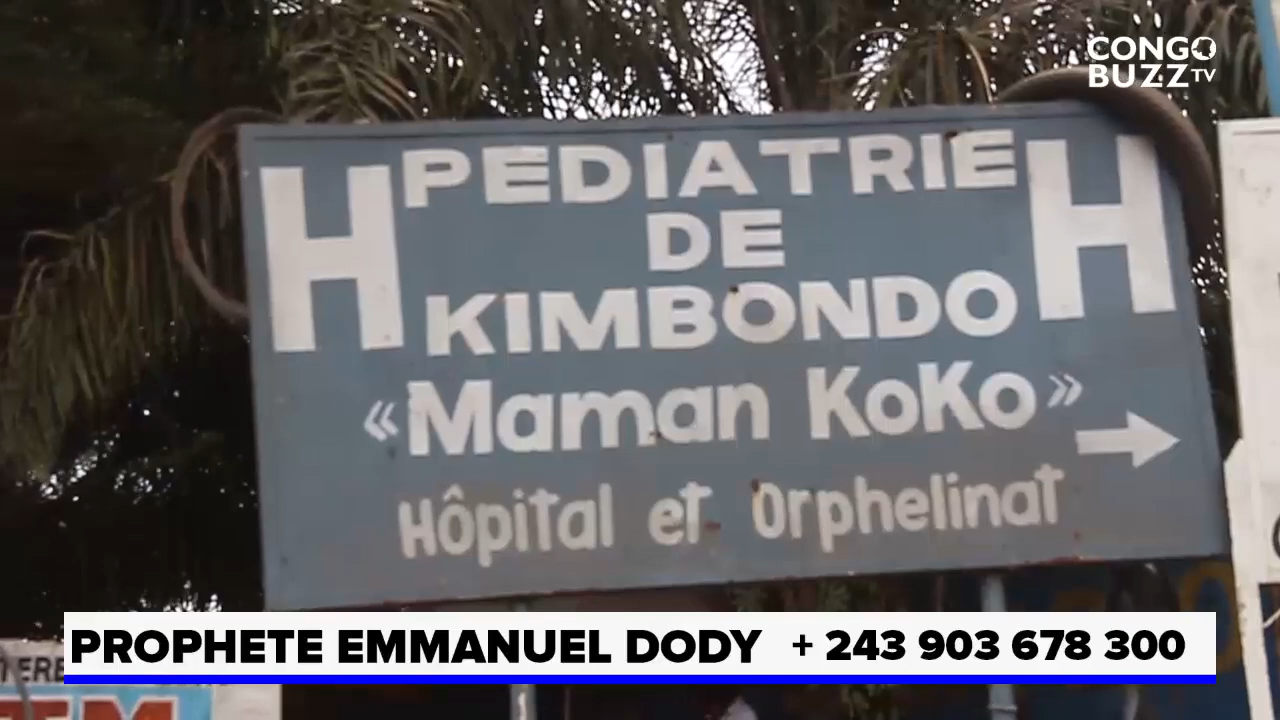 CONGO
BUZZ TV
H PEDIATRIE H
DE
KIMBONDO
«Maman KoKo»
Hôpital et Orphelinat
PROPHETE EMMANUEL DODY + 243 903 678 300